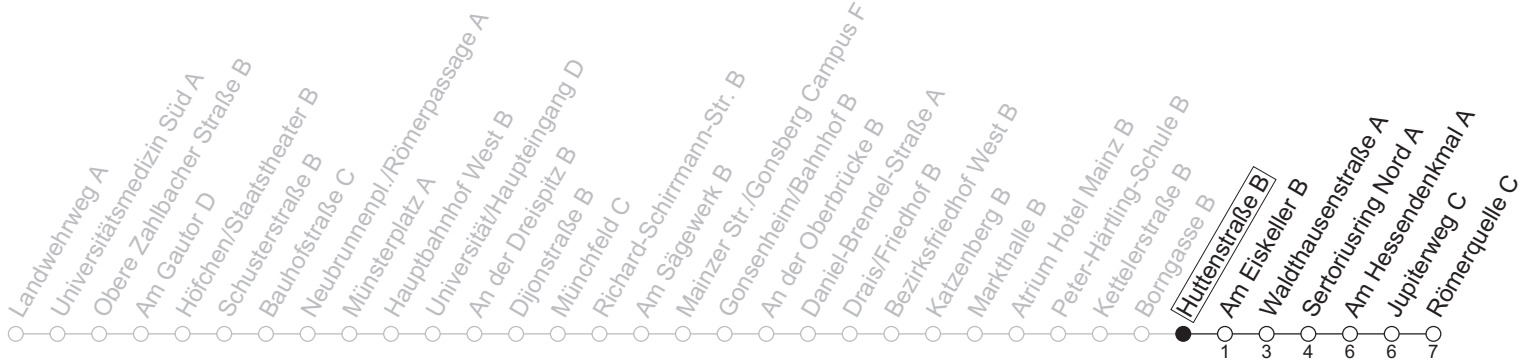 Landwehrweg A
Universitätsmedizin Süd A
Obere Zahlbacher Straße B
Am Gautor D
Höfchen/Staatstheater B
Schusterstraße B
Bauhofstraße C
Neubrunnenpl./Römerpassage A
Münsterplatz A
Hauptbahnhof West B
Universität/Haupteingang D
An der Dreispitz B
Dijonstraße B
Münchfeld C
Richard-Schirrmann-Str. B
Am Sägewerk B
Mainzer Str./Gonsberg Campus F
Gonsenheim/Bahnhof B
An der Oberbrücke B
Daniel-Brendel-Straße A
Drais/Friedhof B
Bezirksfriedhof West B
Katzenberg B
Markthalle B
Atrium Hotel Mainz B
Peter-Härtling-Schule B
Kettelerstraße B
Borngasse B
Huttenstraße B
Am Eiskeller B
Waldthausenstraße A
Sertoriusring Nord A
Am Hessendenkmal A
Jupiterweg C
Römerquelle C
1 3 4 6 6 7